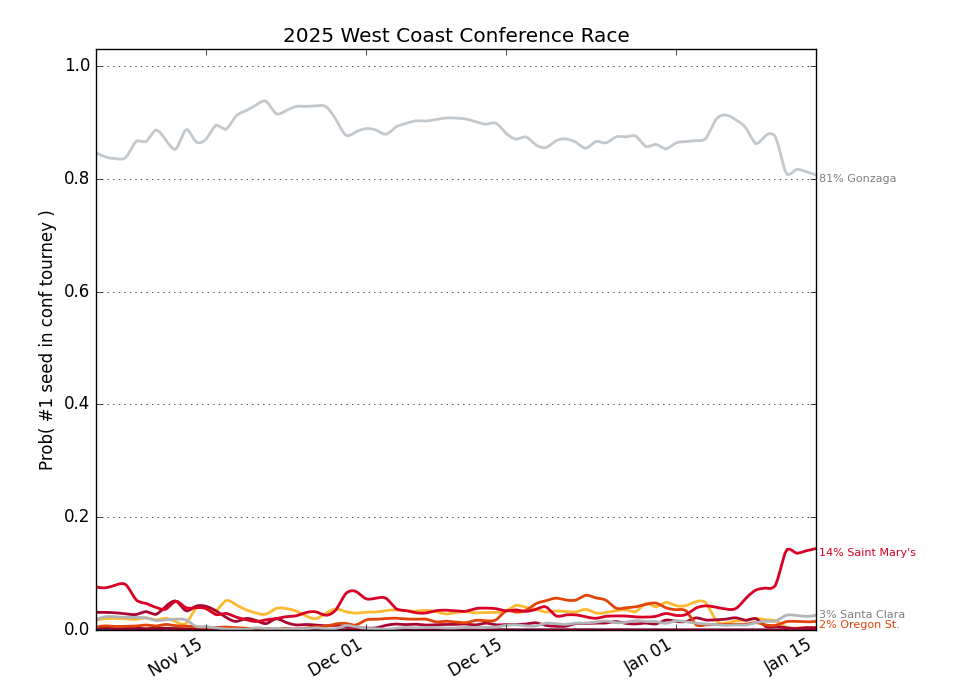 2025 West Coast Conference Race
Prob( #1 seed in conf tourney )
1.0
0.8
0.6
0.4
0.2
0.0
81% Gonzaga
14% Saint Mary's
3% Santa Clara
2% Oregon St.
Nov 15
Dec 01
Dec 15
Jan 01
Jan 15